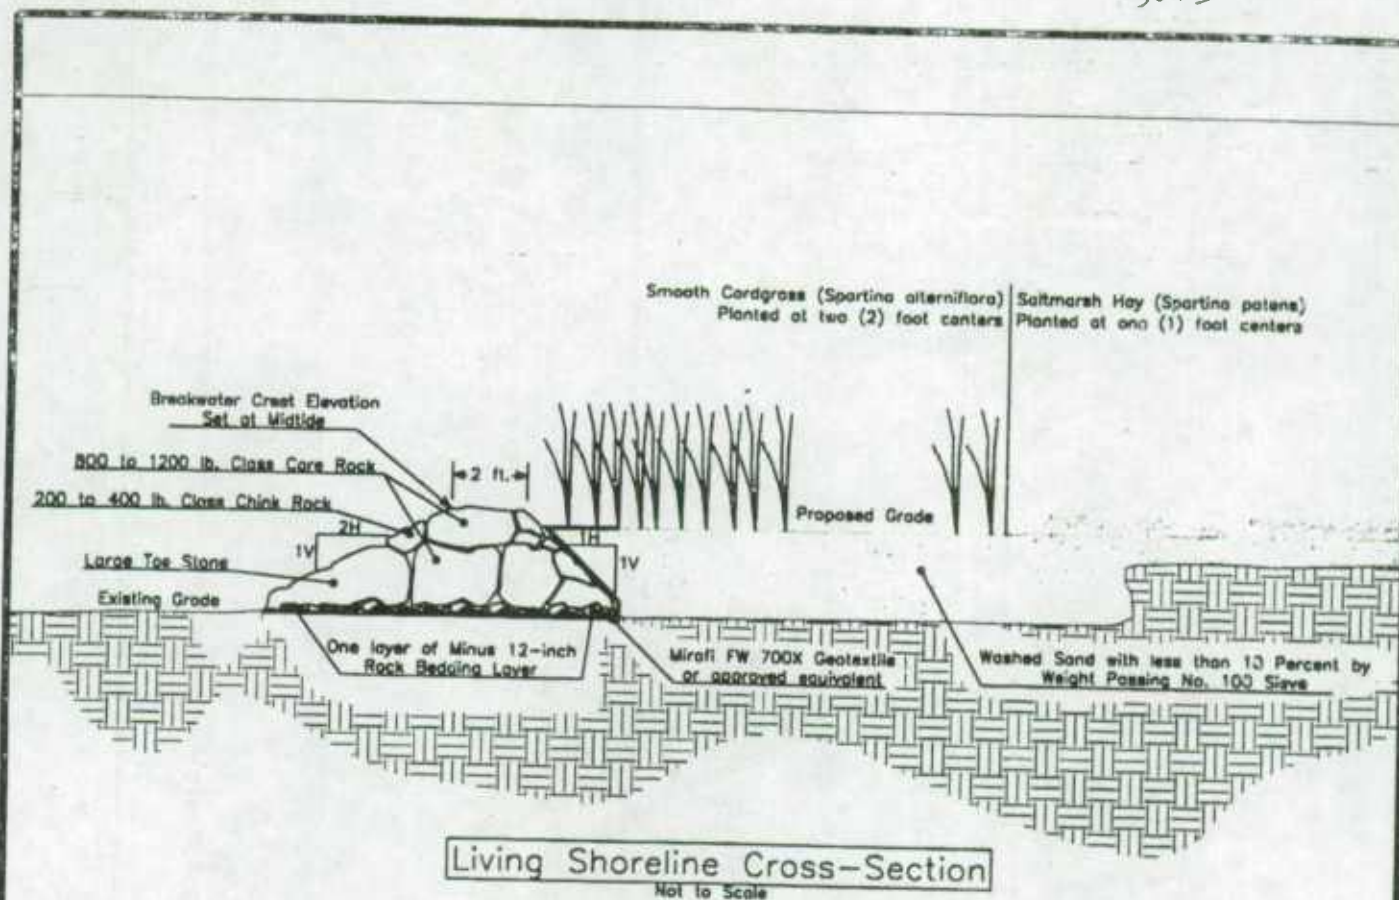 Smooth Cordgrass (Spartina alterniflora)
Planted at two (2) foot centers
Saltmarsh Hay (Spartina patens)
Planted at one (1) foot centers
Breakwater Crest Elevation
Set at Midtide
800 to 1200 lb. Class Core Rock
2 ft.
200 to 400 lb. Class Chink Rock
2H
1V
1H
1V
Proposed Grade
Large Toe Stone
Existing Grade
One layer of Minus 12-inch
Rock Bedding Layer
Mirafi FW 700X Geotextile
or approved equivalent
Washed Sand with less than 10 Percent by
Weight Passing No. 100 Sieve
Living Shoreline Cross-Section
Not to Scale